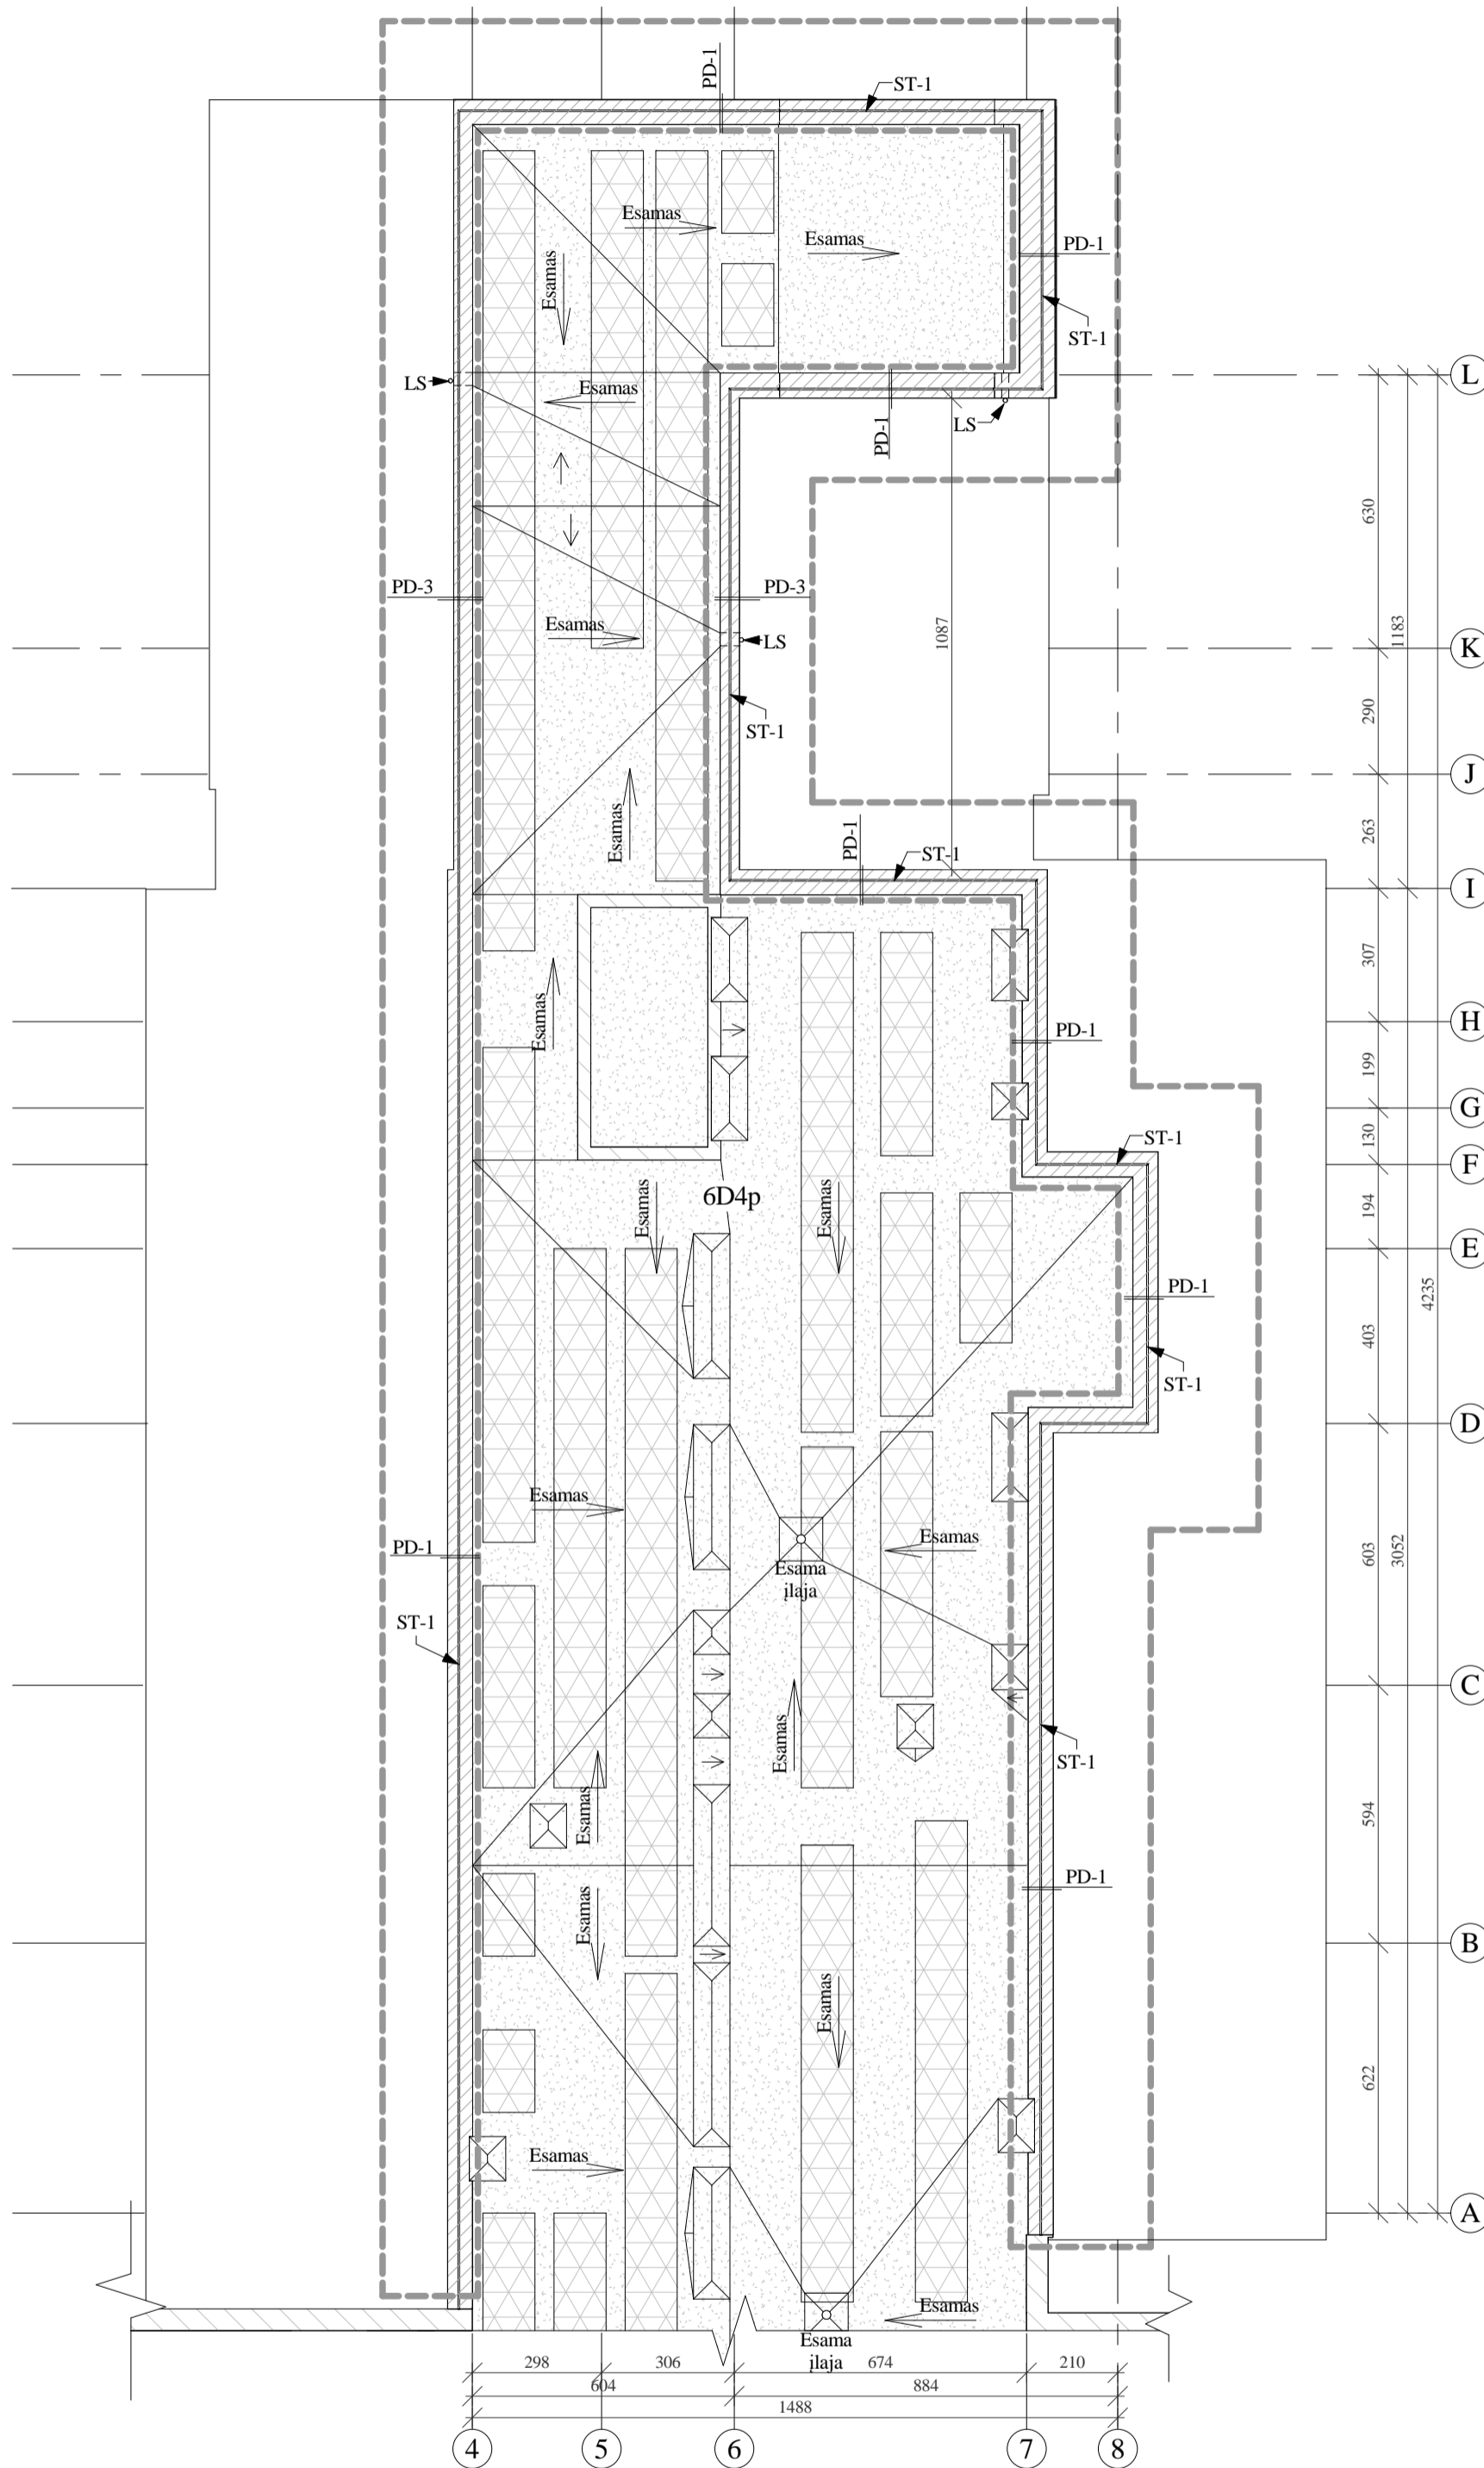 PD-1
ST-1
Esamas
Esamas
PD-1
Esamas
ST-1
L
LS
Esamas
LS
PD-1
630
PD-3
PD-3
Esamas
LS
1087
1183
K
ST-1
290
J
Esamas
PD-1
ST-1
263
I
307
Esamas
H
PD-1
199
G
130
ST-1
F
6D4p
Esamas
Esamas
194
E
PD-1
4235
403
ST-1
D
Esamas
PD-1
Esamas
Esama
įlaja
603
3052
ST-1
C
Esamas
ST-1
Esamas
594
PD-1
Esamas
B
Esamas
622
Esamas
A
Esamas
Esama
įlaja
298
306
674
210
604
884
1488
4
5
6
7
8